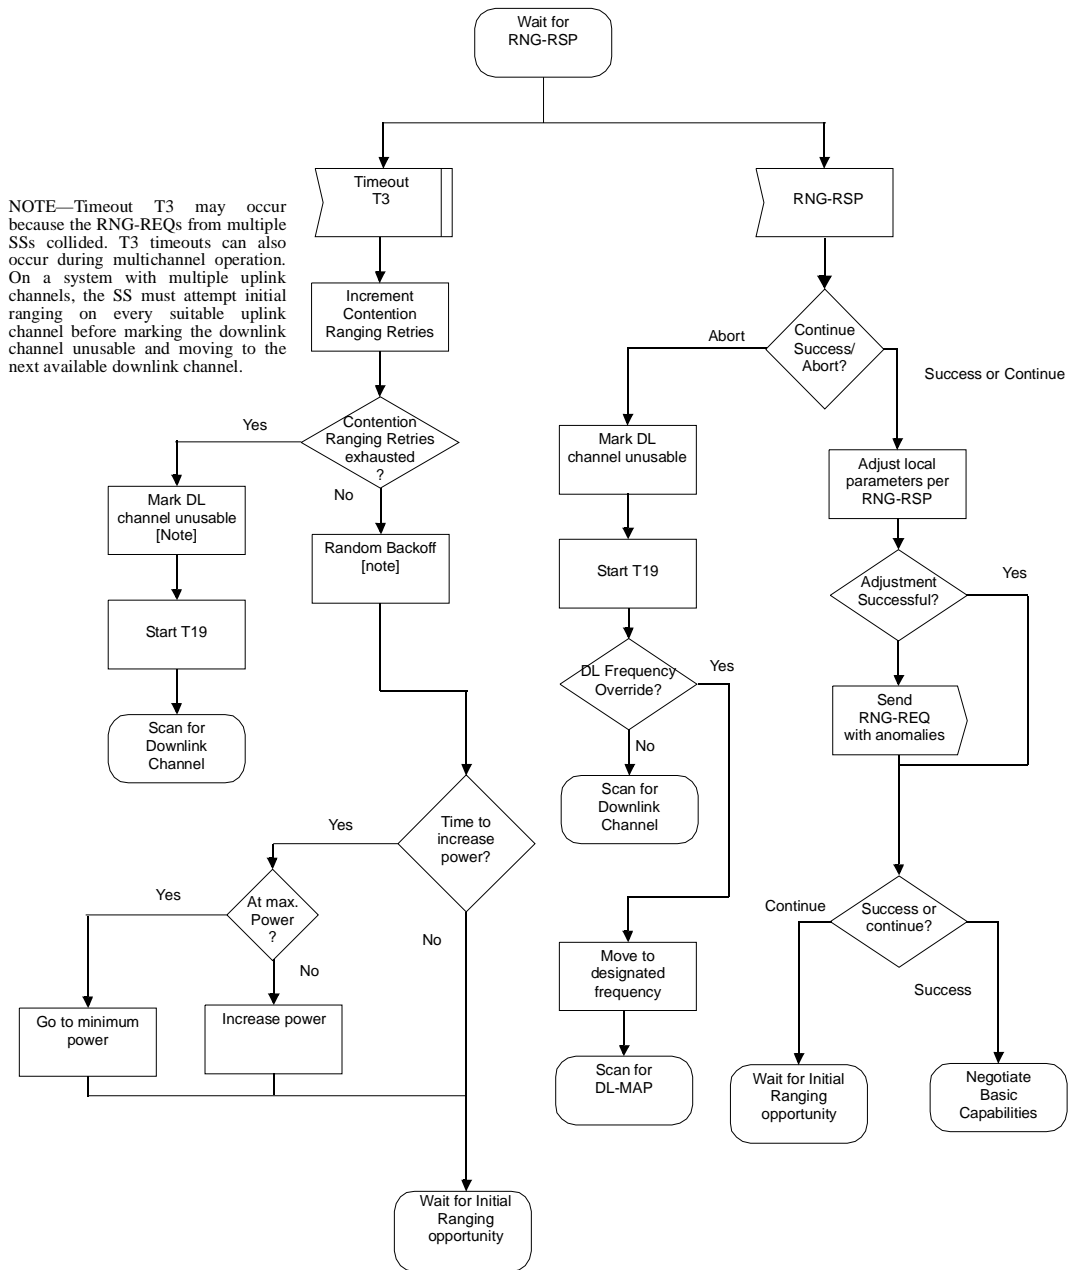 Wait for
RNG-RSP
Timeout
T3
RNG-RSP
NOTE—Timeout T3 may occur
because the RNG-REQs from multiple
SSs collided. T3 timeouts can also
occur during multichannel operation.
On a system with multiple uplink
channels, the SS must attempt initial
ranging on every suitable uplink
channel before marking the downlink
channel unusable and moving to the
next available downlink channel.
Increment
Contention
Ranging Retries
Continue
Success/
Abort?
Abort
Success or Continue
Contention
Ranging Retries
exhausted
?
Yes
No
Mark DL
channel unusable
[Note]
Start T19
Scan for
Downlink
Channel
Random Backoff
[note]
Time to
increase
power?
Yes
No
At max.
Power
?
Yes
No
Go to minimum
power
Increase power
Wait for Initial
Ranging
opportunity
Mark DL
channel unusable
Start T19
DL Frequency
Override?
Yes
No
Scan for
Downlink
Channel
Move to
designated
frequency
Scan for
DL-MAP
Adjust local
parameters per
RNG-RSP
Adjustment
Successful?
Yes
Send
RNG-REQ
with anomalies
Success or
continue?
Continue
Success
Wait for Initial
Ranging
opportunity
Negotiate
Basic
Capabilities